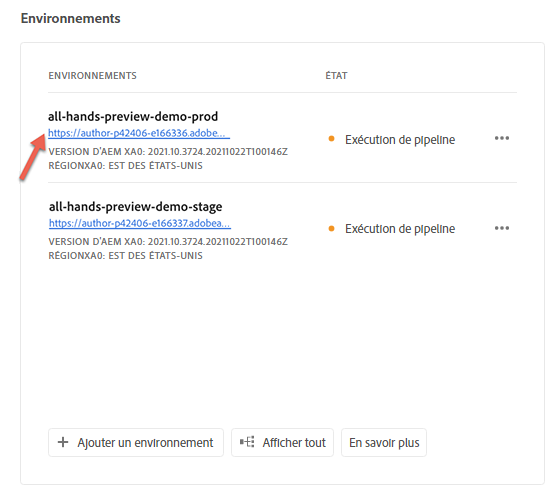 Environnements
ENVIRONNEMENTS ÉTAT
all-hands-preview-demo-prod
https://author-p42406-e166336.adobe...
Exécution de pipeline
VERSION D'AEM XA0: 2021.10.3724.20211022T100146Z
RÉGIONXA0: EST DES ÉTATS-UNIS
all-hands-preview-demo-stage
https://author-p42406-e166337.adobea...
Exécution de pipeline
VERSION D'AEM XA0: 2021.10.3724.20211022T100146Z
RÉGIONXA0: EST DES ÉTATS-UNIS
Ajouter un environnement Afficher tout En savoir plus